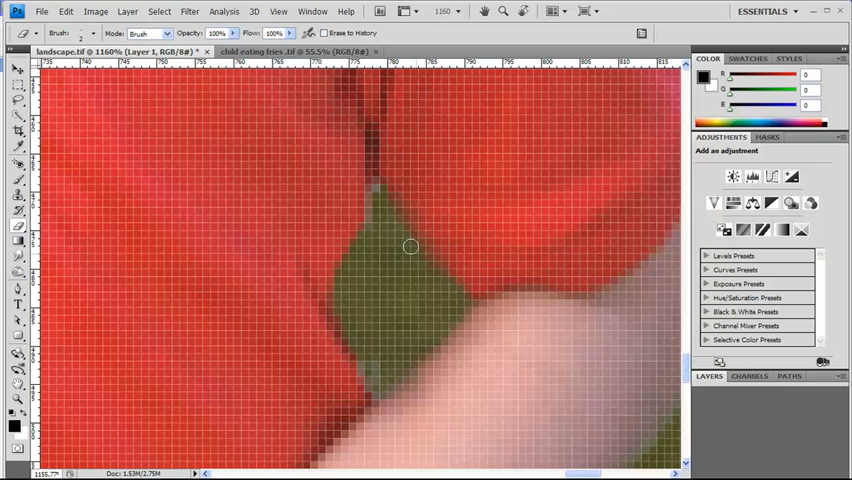 Ps File Edit Image Layer Select Filter Analysis 3D View Window Help Br 1160 ESSENTIALS
Brush: 2 Mode: Brush Opacity: 100% Flow: 100% Erase to History
landscape.tif @ 1160% (Layer 1, RGB/8#) * × child eating fries .tif @ 55.5% (RGB/8#) ×
735 745 750 755 760 765 770 775 780 785 790 795 800 805 810 815
COLOR SWATCHES STYLES
R 0
G 0
B 0
ADJUSTMENTS MASKS
Add an adjustment
Levels Presets
Curves Presets
Exposure Presets
Hue/Saturation Presets
Black & White Presets
Channel Mixer Presets
Selective Color Presets
LAYERS CHANNELS PATHS
1155.77% Doc: 1.53M/2.75M